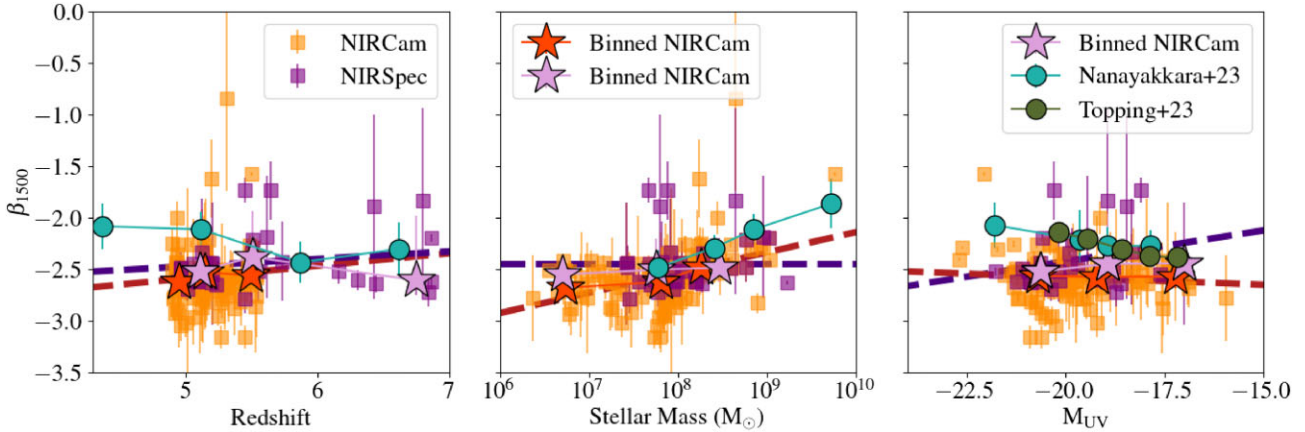 0.0
−0.5
−1.0
−1.5
−2.0
−2.5
−3.0
−3.5
β1500
NIRCam
NIRSpec
5
6
7
Redshift
Binned NIRCam
Binned NIRCam
10^6
10^7
10^8
10^9
10^10
Stellar Mass (M⊙)
Binned NIRCam
Nanayakkara+23
Topping+23
−22.5
−20.0
−17.5
−15.0
MUV